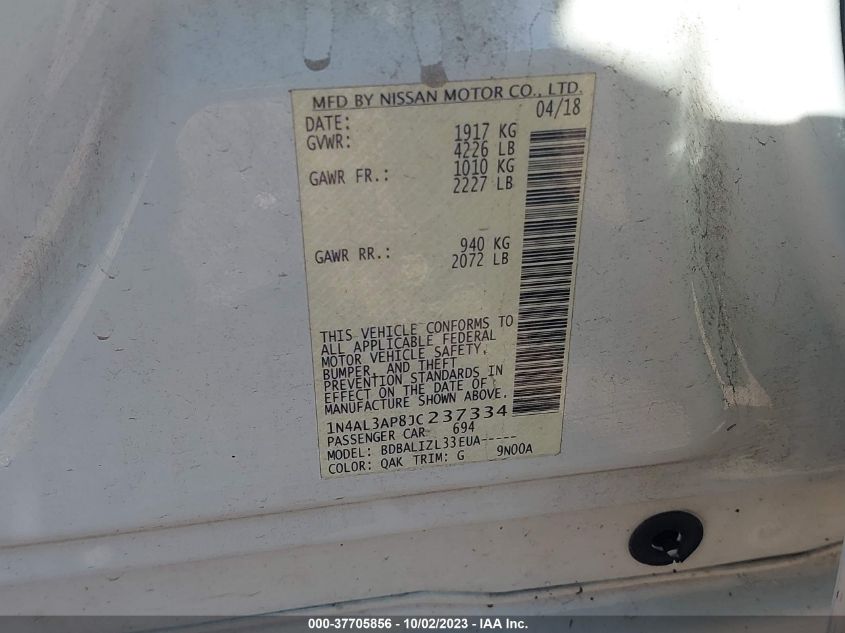 MFD BY NISSAN MOTOR CO., LTD.
DATE: 04/18
GVWR: 1917 KG
4226 LB
GAWR FR.: 1010 KG
2227 LB
GAWR RR.: 940 KG
2072 LB
THIS VEHICLE CONFORMS TO
ALL APPLICABLE FEDERAL
MOTOR VEHICLE SAFETY,
BUMPER, AND THEFT
PREVENTION STANDARDS IN
EFFECT ON THE DATE OF
MANUFACTURE SHOWN ABOVE.
1N4AL3AP8JC237334
PASSENGER CAR 694
MODEL: BDBALIZL33EUA-----
COLOR: QAK TRIM: G 9N00A
000-37705856 - 10/02/2023 - IAAI.com